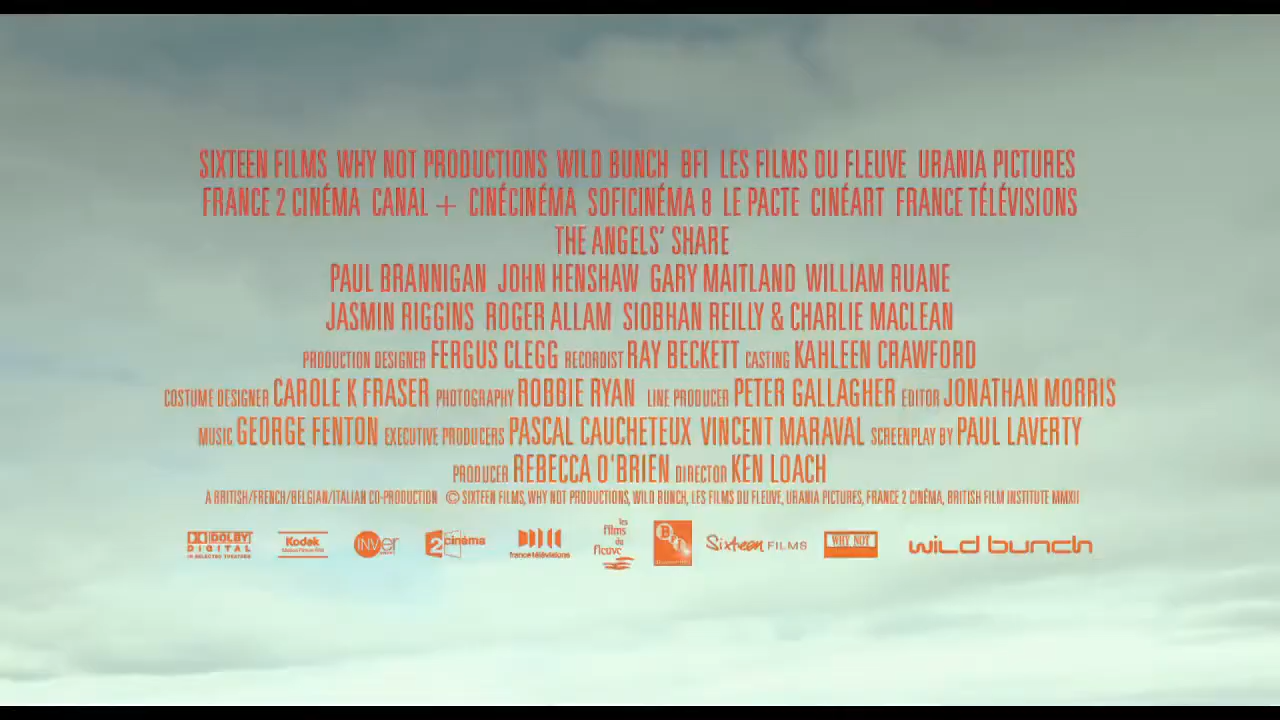 SIXTEEN FILMS WHY NOT PRODUCTIONS WILD BUNCH BFI LES FILMS DU FLEUVE URANIA PICTURES
FRANCE 2 CINÉMA CANAL + CINÉCINÉMA SOFICINÉMA 8 LE PACTE CINÉART FRANCE TÉLÉVISIONS
THE ANGELS' SHARE
PAUL BRANNIGAN JOHN HENSHAW GARY MAITLAND WILLIAM RUANE
JASMIN RIGGINS ROGER ALLAM SIOBHAN REILLY & CHARLIE MACLEAN
PRODUCTION DESIGNER FERGUS CLEGG RECORDIST RAY BECKETT CASTING KAHLEEN CRAWFORD
COSTUME DESIGNER CAROLE K FRASER PHOTOGRAPHY ROBBIE RYAN LINE PRODUCER PETER GALLAGHER EDITOR JONATHAN MORRIS
MUSIC GEORGE FENTON EXECUTIVE PRODUCERS PASCAL CAUCHETEUX VINCENT MARAVAL SCREENPLAY BY PAUL LAVERTY
PRODUCER REBECCA O'BRIEN DIRECTOR KEN LOACH
A BRITISH/FRENCH/BELGIAN/ITALIAN CO-PRODUCTION © SIXTEEN FILMS, WHY NOT PRODUCTIONS, WILD BUNCH, LES FILMS DU FLEUVE, URANIA PICTURES, FRANCE 2 CINÉMA, BRITISH FILM INSTITUTE MMXII
DOLBY DIGITAL IN SELECTED THEATRES
Kodak
INVer
2 cinéma
france télévisions
les films du fleuve
BFI
Sixteen FILMS
WHY NOT
wild bunch